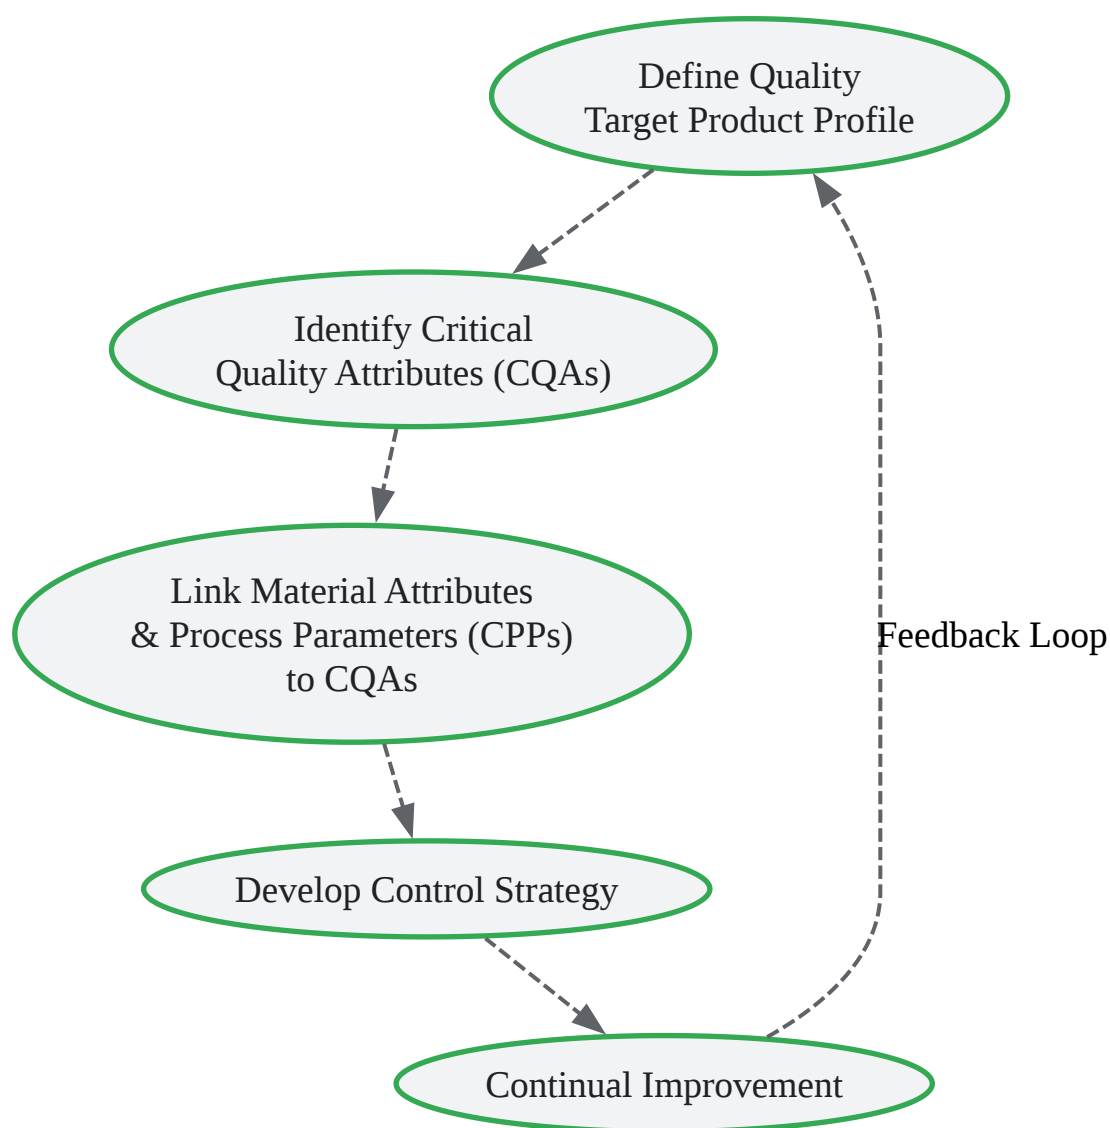 Define Quality
Target Product Profile
Identify Critical
Quality Attributes (CQAs)
Link Material Attributes
& Process Parameters (CPPs)
to CQAs
Feedback Loop
Develop Control Strategy
Continual Improvement